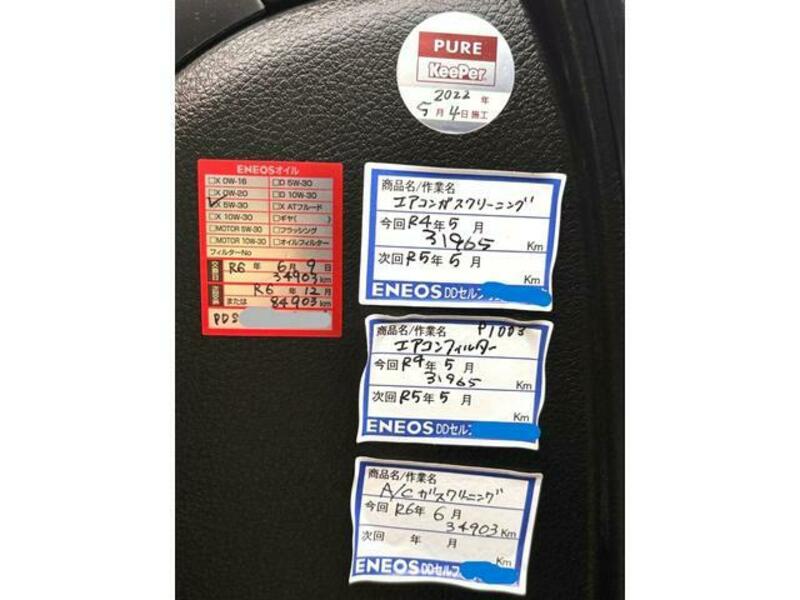 PURE
KeePer
2022年
5月4日施工
ENEOSオイル
□X 0W-16 □D 5W-30
□X 0W-20 □D 10W-30
✓X 5W-30 □X ATフルード
□X 10W-30 □ギヤ( )
□MOTOR 5W-30 □フラッシング
□MOTOR 10W-30 □オイルフィルター
フィルターNo
R6年 6月 9日
34903km
R6年 12月
または 84903km
PDS
商品名/作業名
エアコンガスクリーニング
今回 R4年 5月
31965 Km
次回 R5年 5月
Km
ENEOS DDセルフ
商品名/作業名 P1003
エアコンフィルター
今回 R4年 5月
31965 Km
次回 R5年 5月
Km
ENEOS DDセルフ
商品名/作業名
A/Cガスクリーニング
今回 R6年 6月
34903 Km
次回 年 月
Km
ENEOS DDセルフ